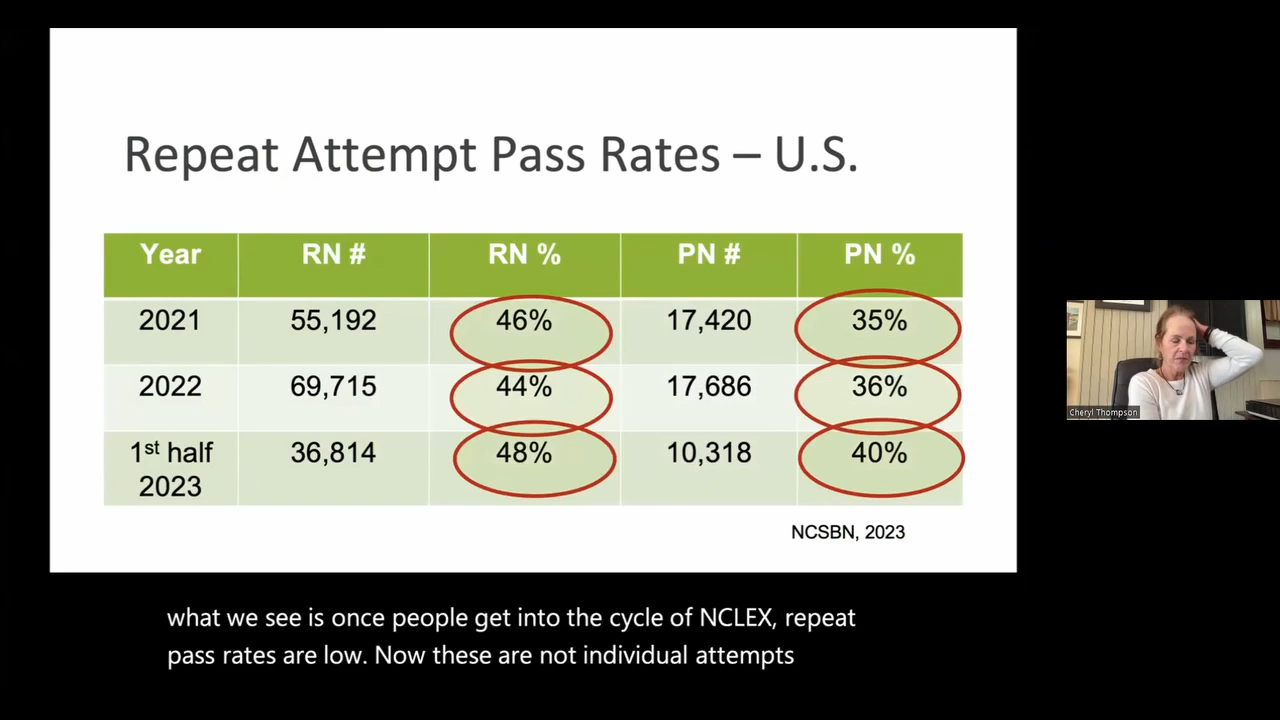 Repeat Attempt Pass Rates – U.S.
Year RN # RN % PN # PN %
2021 55,192 46% 17,420 35%
2022 69,715 44% 17,686 36%
1st half 2023 36,814 48% 10,318 40%
NCSBN, 2023
Cheryl Thompson
what we see is once people get into the cycle of NCLEX, repeat
pass rates are low. Now these are not individual attempts